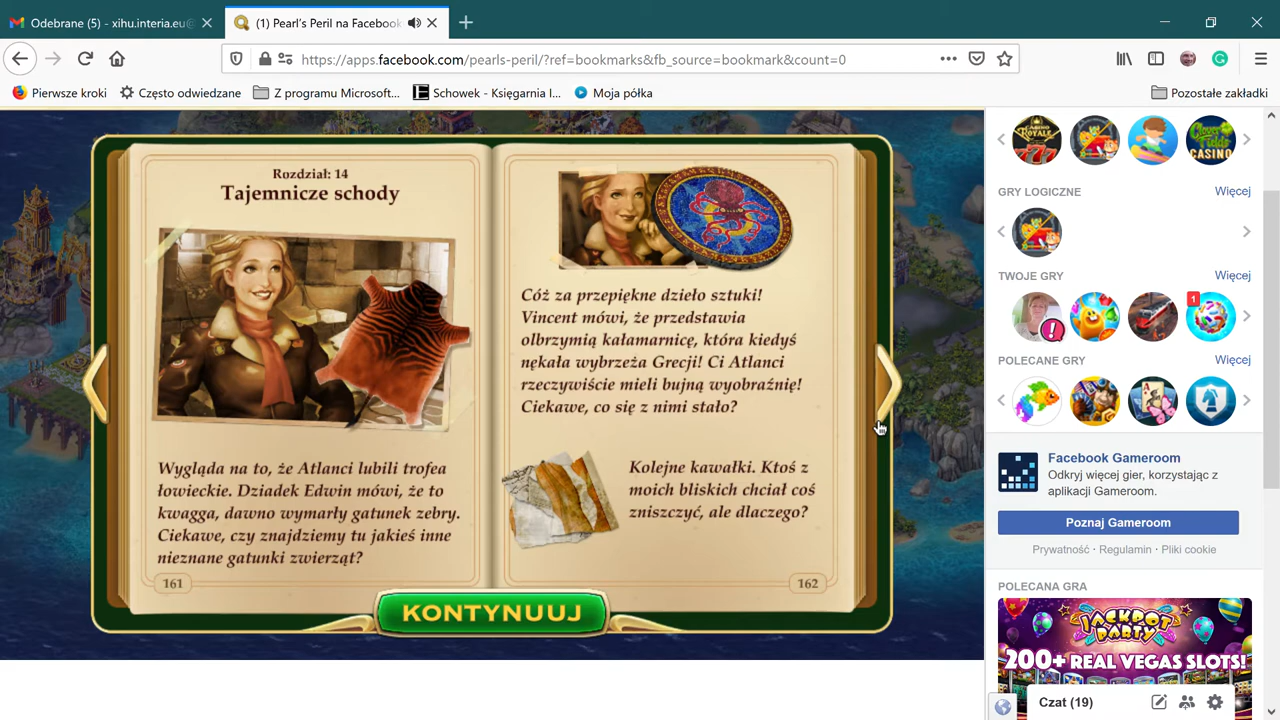 Odebrane (5) - xihu.interia.eu@
(1) Pearl's Peril na Facebook
https://apps.facebook.com/pearls-peril/?ref=bookmarks&fb_source=bookmark&count=0
Pierwsze kroki
Często odwiedzane
Z programu Microsoft...
Schowek - Księgarnia I...
Moja półka
Pozostałe zakładki
Rozdział: 14
Tajemnicze schody
Wygląda na to, że Atlanci lubili trofea
łowieckie. Dziadek Edwin mówi, że to
kwagga, dawno wymarły gatunek zebry.
Ciekawe, czy znajdziemy tu jakieś inne
nieznane gatunki zwierząt?
161
Cóż za przepiękne dzieło sztuki!
Vincent mówi, że przedstawia
olbrzymią kałamarnicę, która kiedyś
nękała wybrzeża Grecji! Ci Atlanci
rzeczywiście mieli bujną wyobraźnię!
Ciekawe, co się z nimi stało?
Kolejne kawałki. Ktoś z
moich bliskich chciał coś
zniszczyć, ale dlaczego?
162
KONTYNUUJ
CASINO
ROYALE
777
Clover
Fields
CASINO
GRY LOGICZNE
Więcej
TWOJE GRY
Więcej
1
POLECANE GRY
Więcej
Facebook Gameroom
Odkryj więcej gier, korzystając z
aplikacji Gameroom.
Poznaj Gameroom
Prywatność · Regulamin · Pliki cookie
POLECANA GRA
JACKPOT
PARTY
200+ REAL VEGAS SLOTS!
Czat (19)